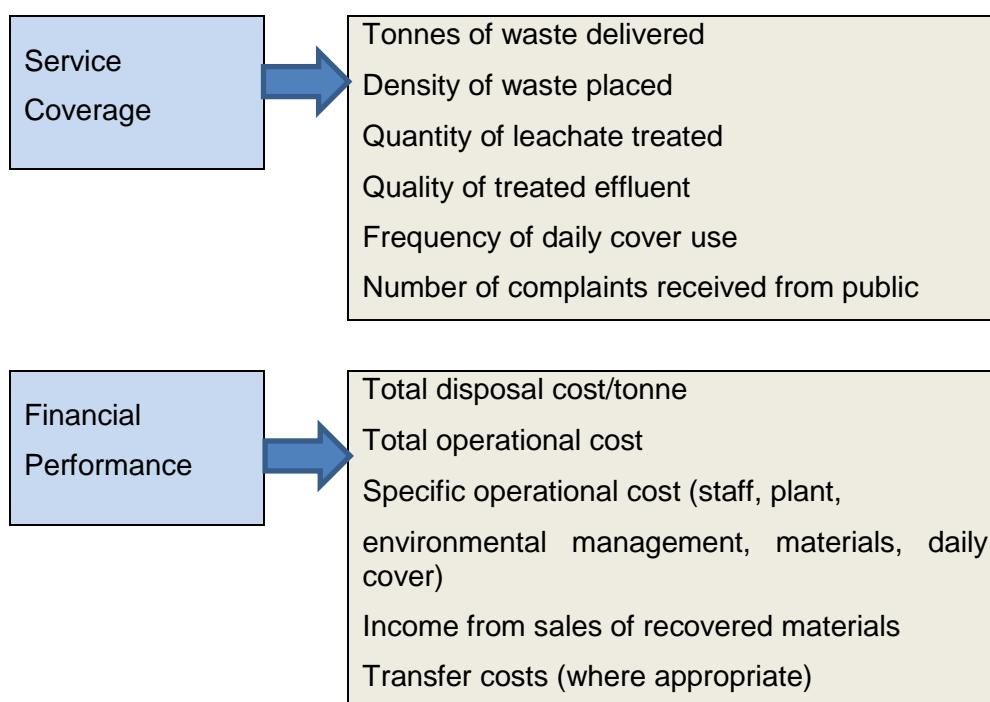 Service
Coverage
Tonnes of waste delivered
Density of waste placed
Quantity of leachate treated
Quality of treated effluent
Frequency of daily cover use
Number of complaints received from public
Financial
Performance
Total disposal cost/tonne
Total operational cost
Specific operational cost (staff, plant,
environmental management, materials, daily
cover)
Income from sales of recovered materials
Transfer costs (where appropriate)